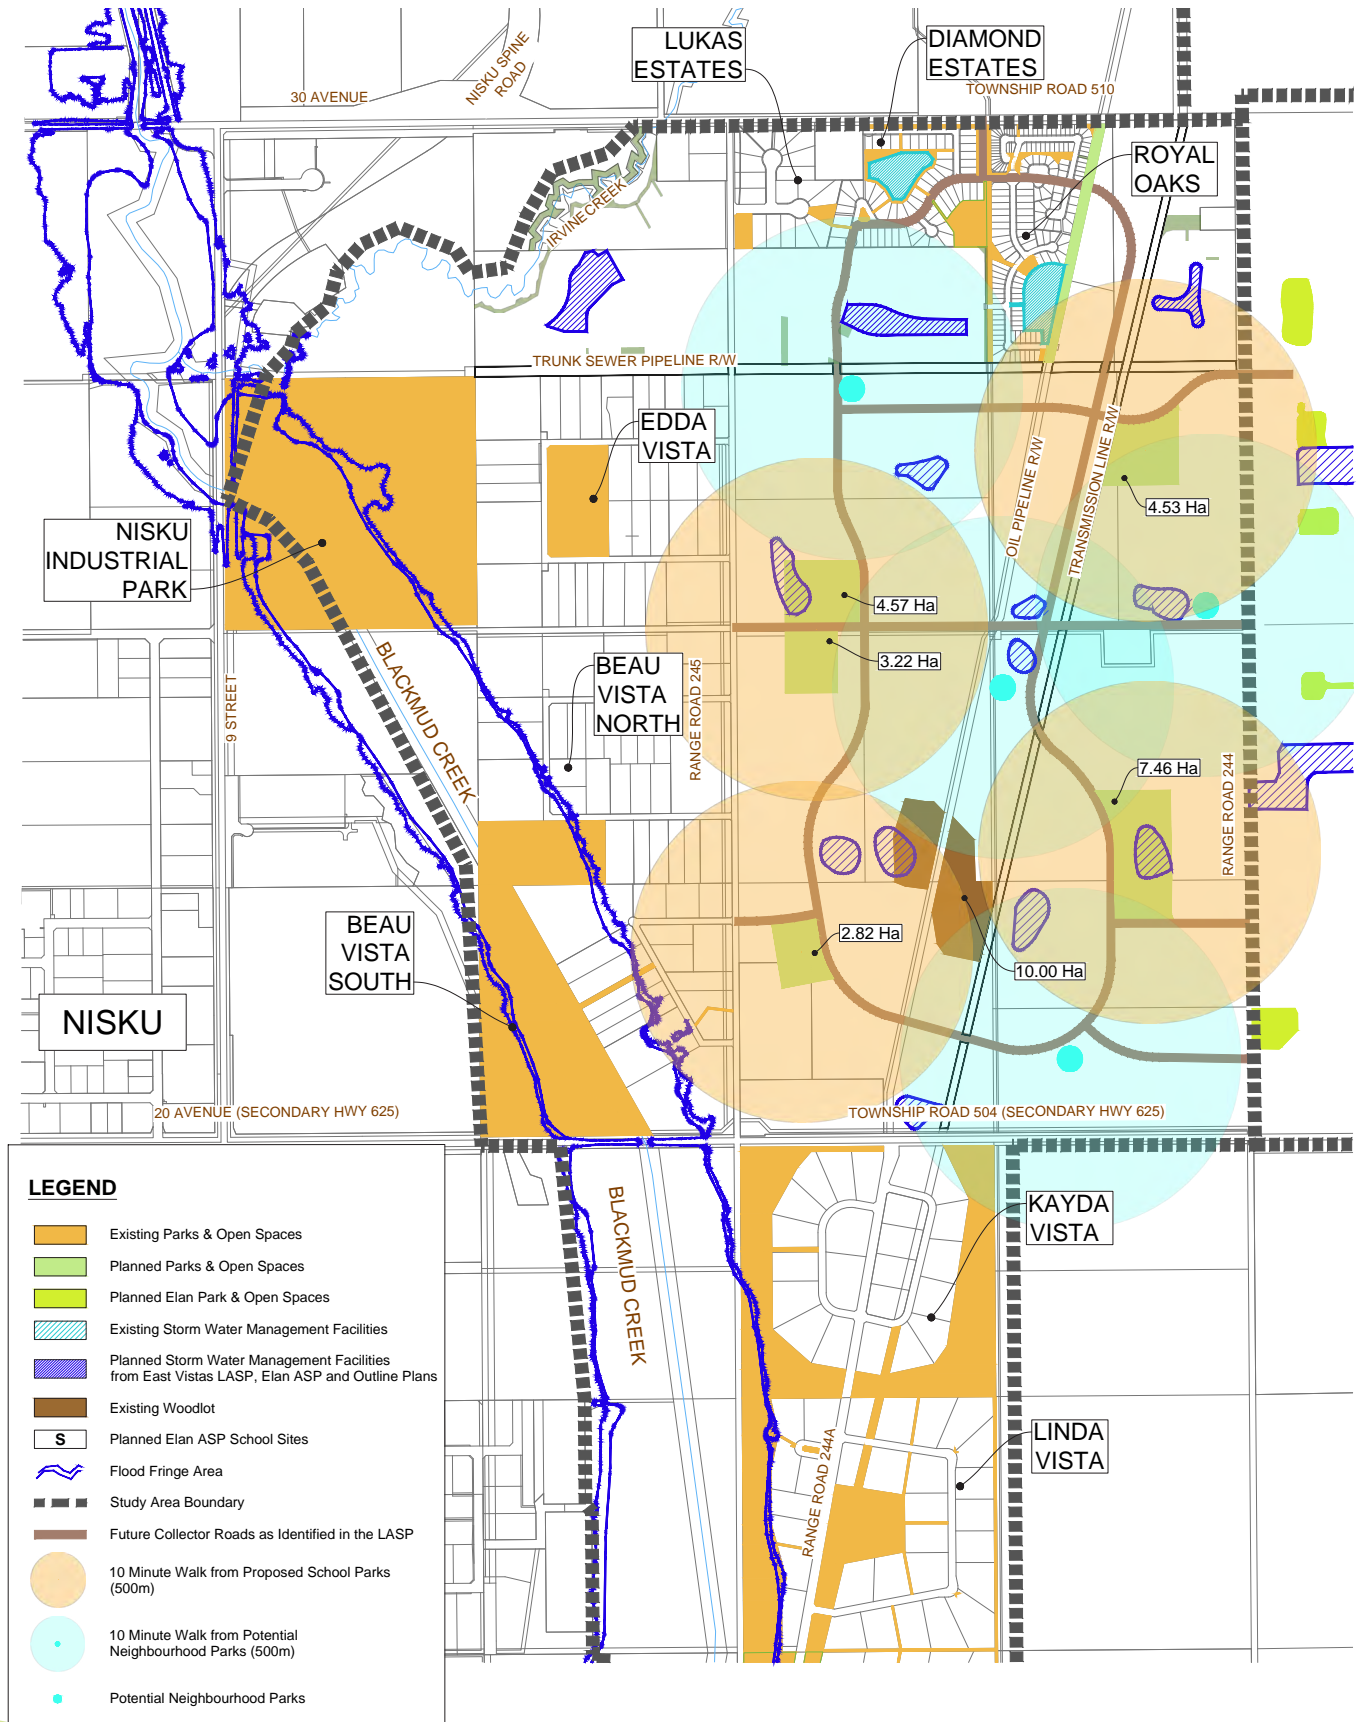 LUKAS
ESTATES
DIAMOND
ESTATES
30 AVENUE
NISKU SPINE
ROAD
TOWNSHIP ROAD 510
ROYAL
OAKS
IRVINE CREEK
TRUNK SEWER PIPELINE R/W
EDDA
VISTA
OIL PIPELINE R/W
TRANSMISSION LINE R/W
4.53 Ha
NISKU
INDUSTRIAL
PARK
4.57 Ha
3.22 Ha
BEAU
VISTA
NORTH
RANGE ROAD 245
9 STREET
BLACKMUD CREEK
7.46 Ha
RANGE ROAD 244
BEAU
VISTA
SOUTH
2.82 Ha
10.00 Ha
NISKU
20 AVENUE (SECONDARY HWY 625)
TOWNSHIP ROAD 504 (SECONDARY HWY 625)
BLACKMUD CREEK
KAYDA
VISTA
LINDA
VISTA
RANGE ROAD 244A
LEGEND
Existing Parks & Open Spaces
Planned Parks & Open Spaces
Planned Elan Park & Open Spaces
Existing Storm Water Management Facilities
Planned Storm Water Management Facilities
from East Vistas LASP, Elan ASP and Outline Plans
Existing Woodlot
S Planned Elan ASP School Sites
Flood Fringe Area
Study Area Boundary
Future Collector Roads as Identified in the LASP
10 Minute Walk from Proposed School Parks
(500m)
10 Minute Walk from Potential
Neighbourhood Parks (500m)
Potential Neighbourhood Parks